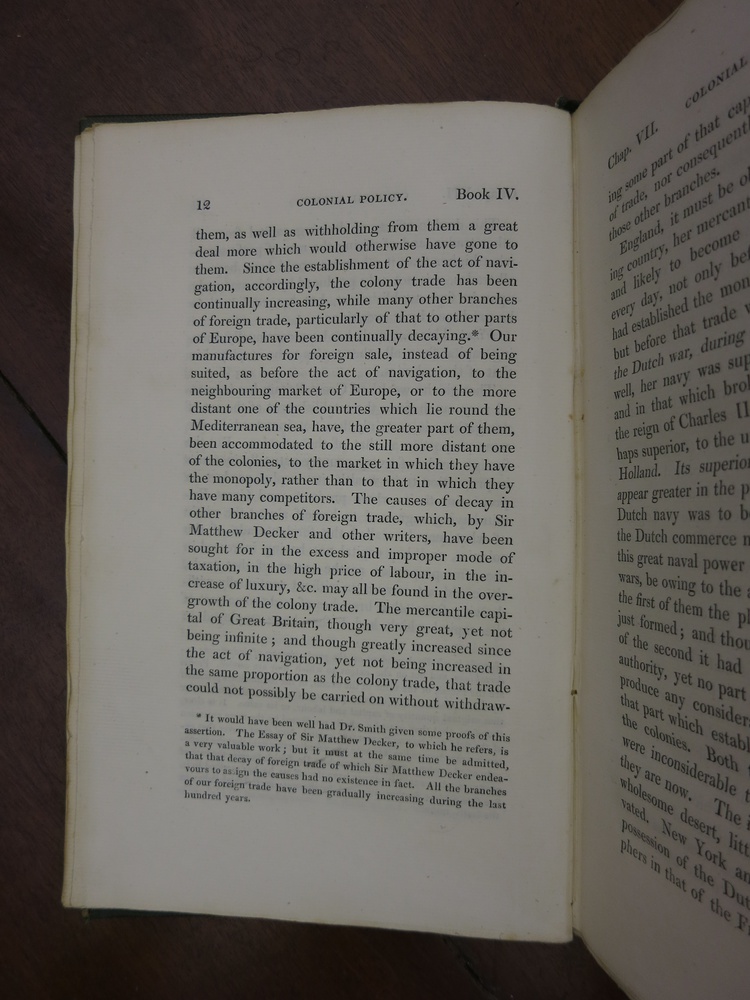 12 COLONIAL POLICY. Book IV.
them, as well as withholding from them a great
deal more which would otherwise have gone to
them. Since the establishment of the act of navi-
gation, accordingly, the colony trade has been
continually increasing, while many other branches
of foreign trade, particularly of that to other parts
of Europe, have been continually decaying.* Our
manufactures for foreign sale, instead of being
suited, as before the act of navigation, to the
neighbouring market of Europe, or to the more
distant one of the countries which lie round the
Mediterranean sea, have, the greater part of them,
been accommodated to the still more distant one
of the colonies, to the market in which they have
the monopoly, rather than to that in which they
have many competitors. The causes of decay in
other branches of foreign trade, which, by Sir
Matthew Decker and other writers, have been
sought for in the excess and improper mode of
taxation, in the high price of labour, in the in-
crease of luxury, &c. may all be found in the over-
growth of the colony trade. The mercantile capi-
tal of Great Britain, though very great, yet not
being infinite; and though greatly increased since
the act of navigation, yet not being increased in
the same proportion as the colony trade, that trade
could not possibly be carried on without withdraw-
* It would have been well had Dr. Smith given some proofs of this
assertion. The Essay of Sir Matthew Decker, to which he refers, is
a very valuable work; but it must at the same time be admitted,
that that decay of foreign trade of which Sir Matthew Decker endea-
vours to assign the causes had no existence in fact. All the branches
of our foreign trade have been gradually increasing during the last
hundred years.
Chap. VII. COLONIAL
ing some part of that cap
of trade, nor consequent
those other branches.
England, it must be o
ing country, her mercant
and likely to become
every day, not only bef
had established the mon
but before that trade
the Dutch war, during
well, her navy was sup
and in that which bro
the reign of Charles II
haps superior, to the u
Holland. Its superio
appear greater in the p
Dutch navy was to b
the Dutch commerce
this great naval power
wars, be owing to the
the first of them the pl
just formed; and thou
of the second it had
authority, yet no part
produce any consider
that part which establ
the colonies. Both
were inconsiderable
they are now. The
wholesome desert, litt
vated. New York an
possession of the Dut
phers in that of the F